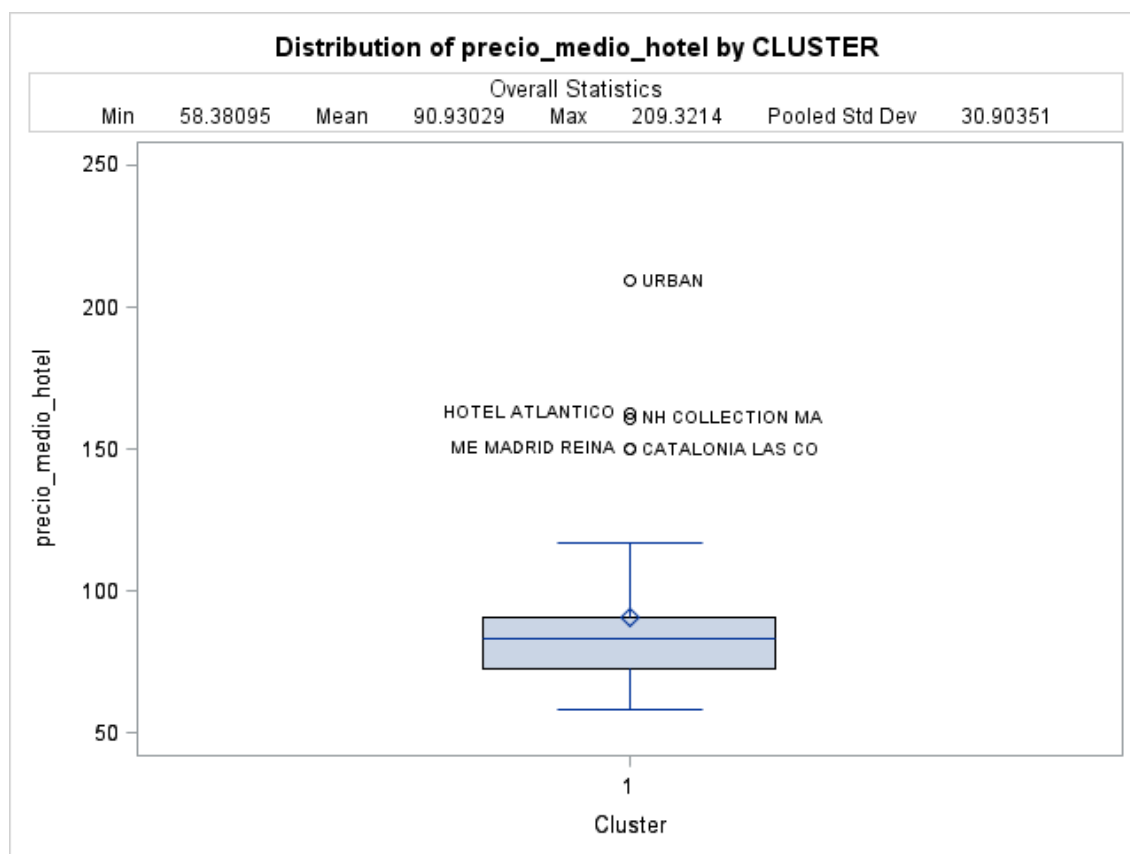 Distribution of precio_medio_hotel by CLUSTER
Overall Statistics
Min 58.38095 Mean 90.93029 Max 209.3214 Pooled Std Dev 30.90351
250
URBAN
200
HOTEL ATLANTICO NH COLLECTION MA
150 ME MADRID REINA CATALONIA LAS CO
precio_medio_hotel
100
50
1
Cluster